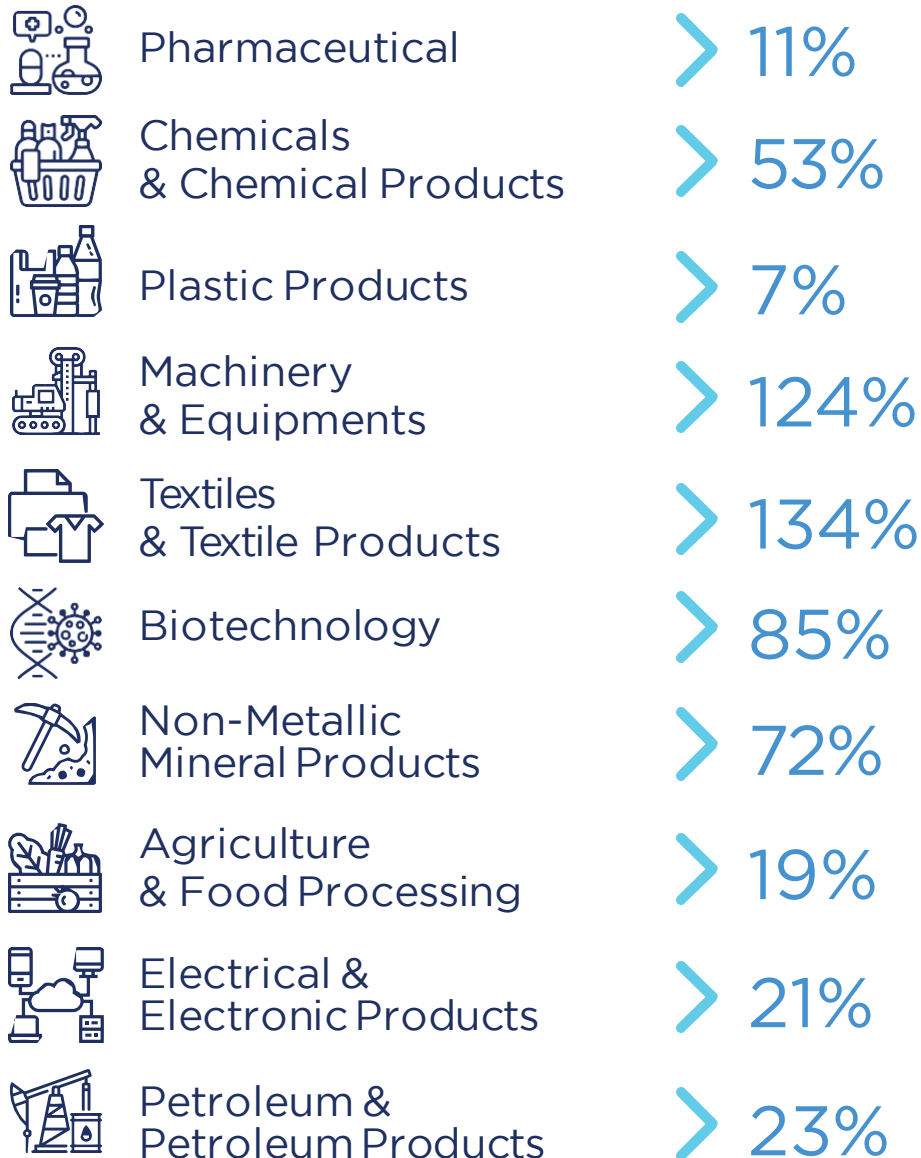 Pharmaceutical
11%
Chemicals
& Chemical Products
53%
Plastic Products
7%
Machinery
& Equipments
124%
Textiles
& Textile Products
134%
Biotechnology
85%
Non-Metallic
Mineral Products
72%
Agriculture
& Food Processing
19%
Electrical &
Electronic Products
21%
Petroleum &
Petroleum Products
23%